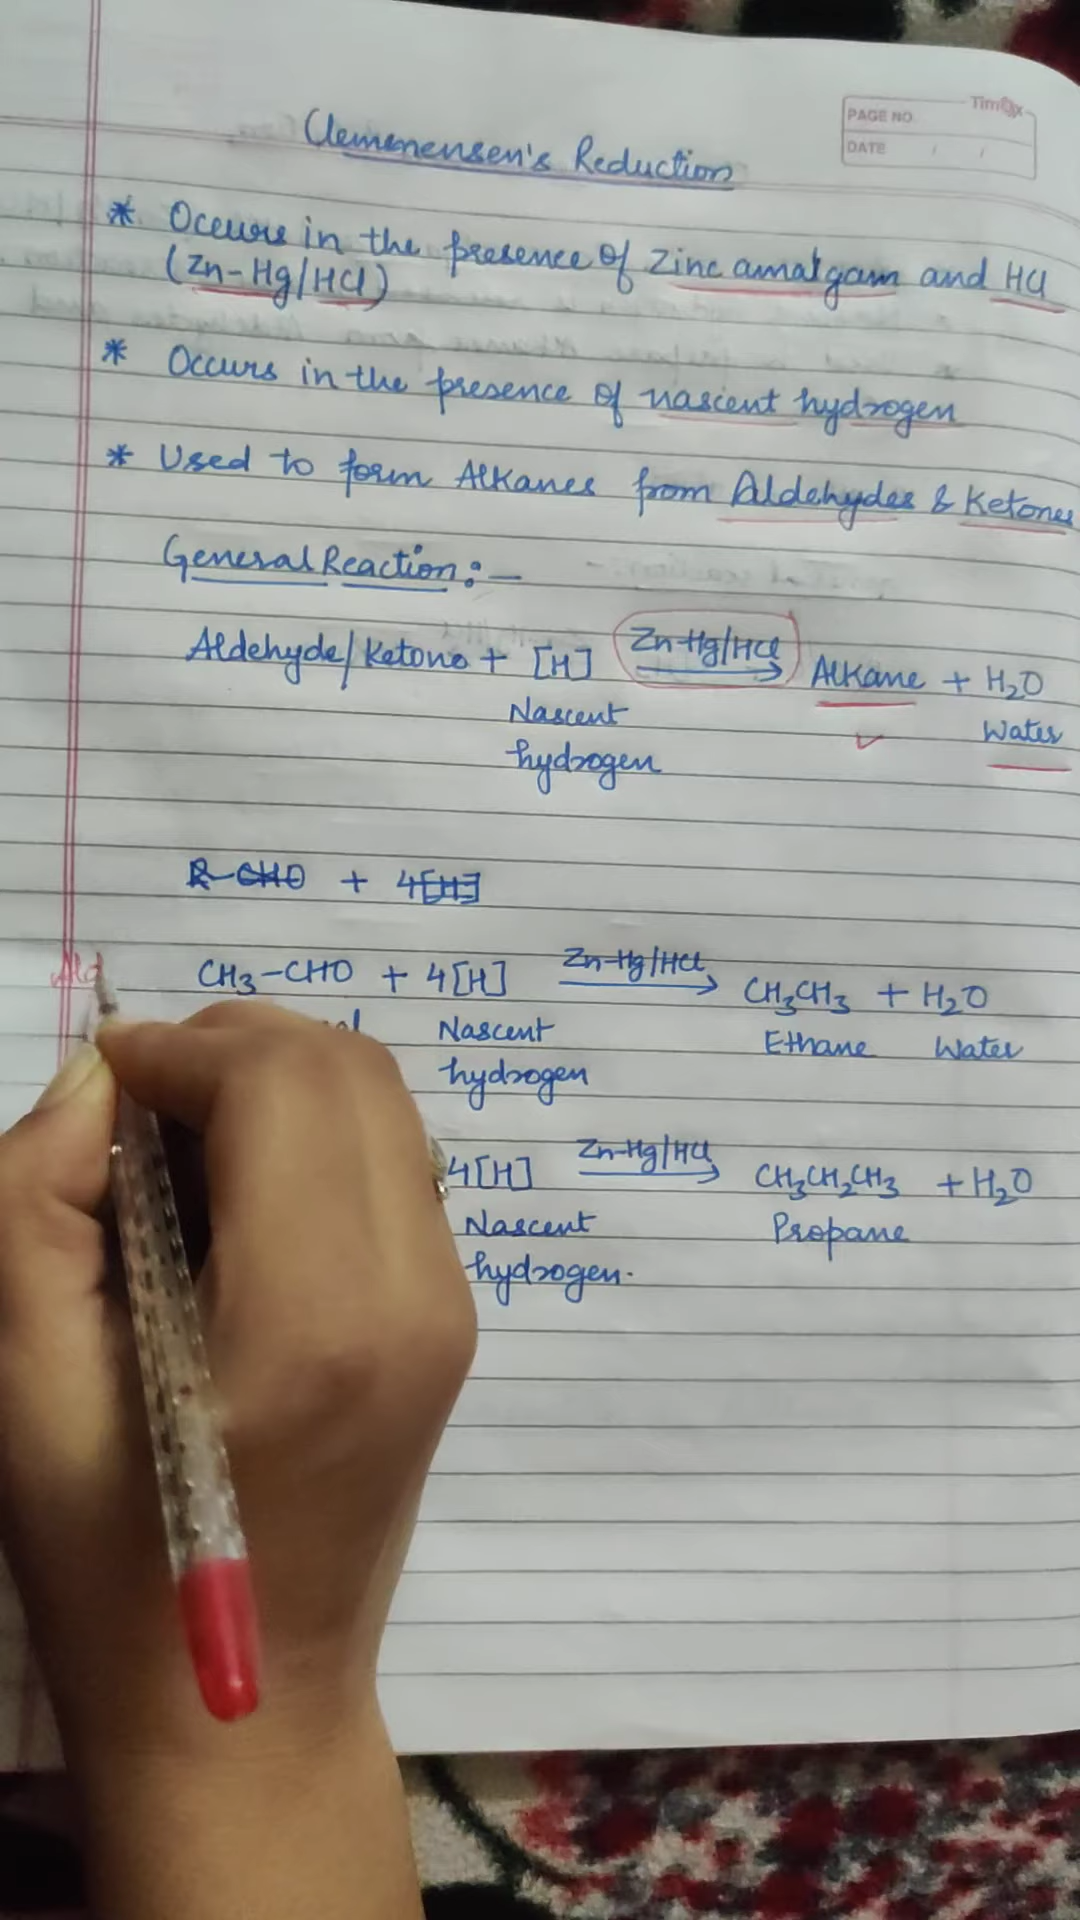 TimOx
PAGE NO.
DATE / /
Clemenensen's Reduction
* Occurs in the presence of Zinc amalgam and HCl
(Zn-Hg/HCl)
* Occurs in the presence of nascent hydrogen
* Used to form Alkanes from Aldehydes & Ketones
General Reaction:-
Aldehyde/Ketone + [H] Zn-Hg/HCl Alkane + H2O
Nascent hydrogen
Water
R-CHO + 4[H]
Ald
CH3-CHO + 4[H] Zn-Hg/HCl CH3CH3 + H2O
Nascent hydrogen
Ethane Water
4[H] Zn-Hg/HCl CH3CH2CH3 + H2O
Nascent hydrogen.
Propane